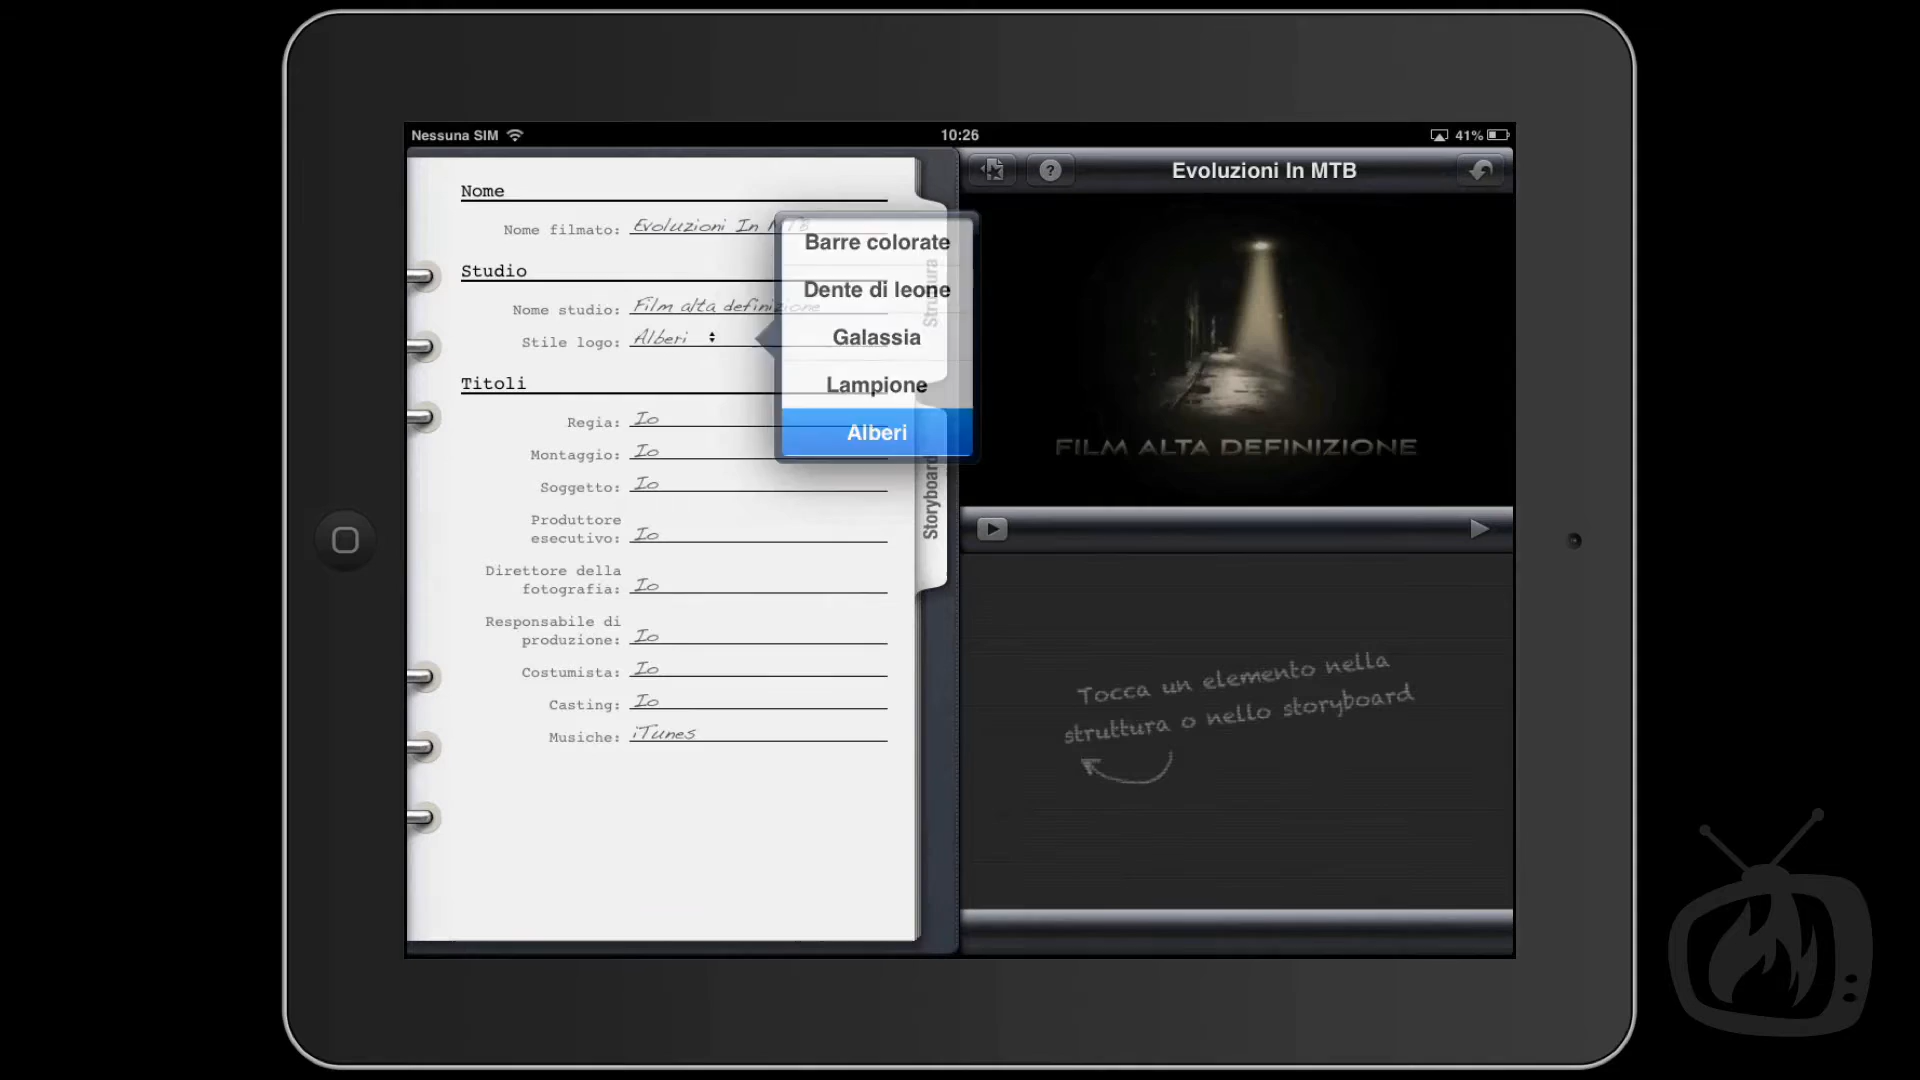 Nessuna SIM
10:26
41%
Nome
Nome filmato: Evoluzioni In MTB
Studio
Nome studio: Film alta definizione
Stile logo: Alberi
Titoli
Regia: Io
Montaggio: Io
Soggetto: Io
Produttore
esecutivo: Io
Direttore della
fotografia: Io
Responsabile di
produzione: Io
Costumista: Io
Casting: Io
Musiche: iTunes
Barre colorate
Dente di leone
Galassia
Lampione
Alberi
Struttura
Storyboard
?
Evoluzioni In MTB
FILM ALTA DEFINIZIONE
Tocca un elemento nella
struttura o nello storyboard